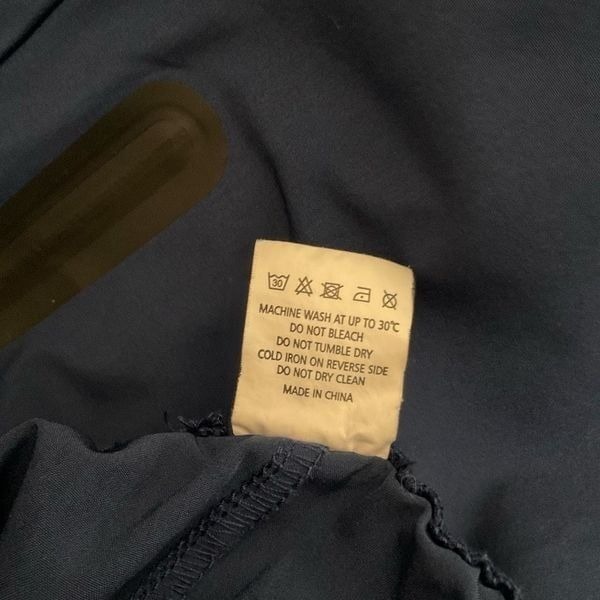 30
MACHINE WASH AT UP TO 30℃
DO NOT BLEACH
DO NOT TUMBLE DRY
COLD IRON ON REVERSE SIDE
DO NOT DRY CLEAN
MADE IN CHINA